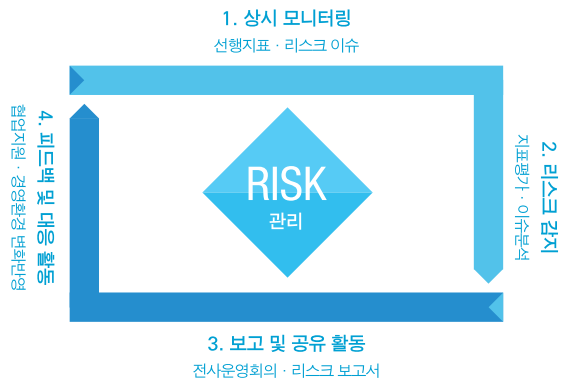 1. 상시 모니터링
선행지표 · 리스크 이슈
2. 리스크 감지
지표평가 · 이슈분석
RISK
관리
3. 보고 및 공유 활동
전사운영회의 · 리스크 보고서
4. 피드백 및 대응 활동
협업지원 · 경영환경 변화반영